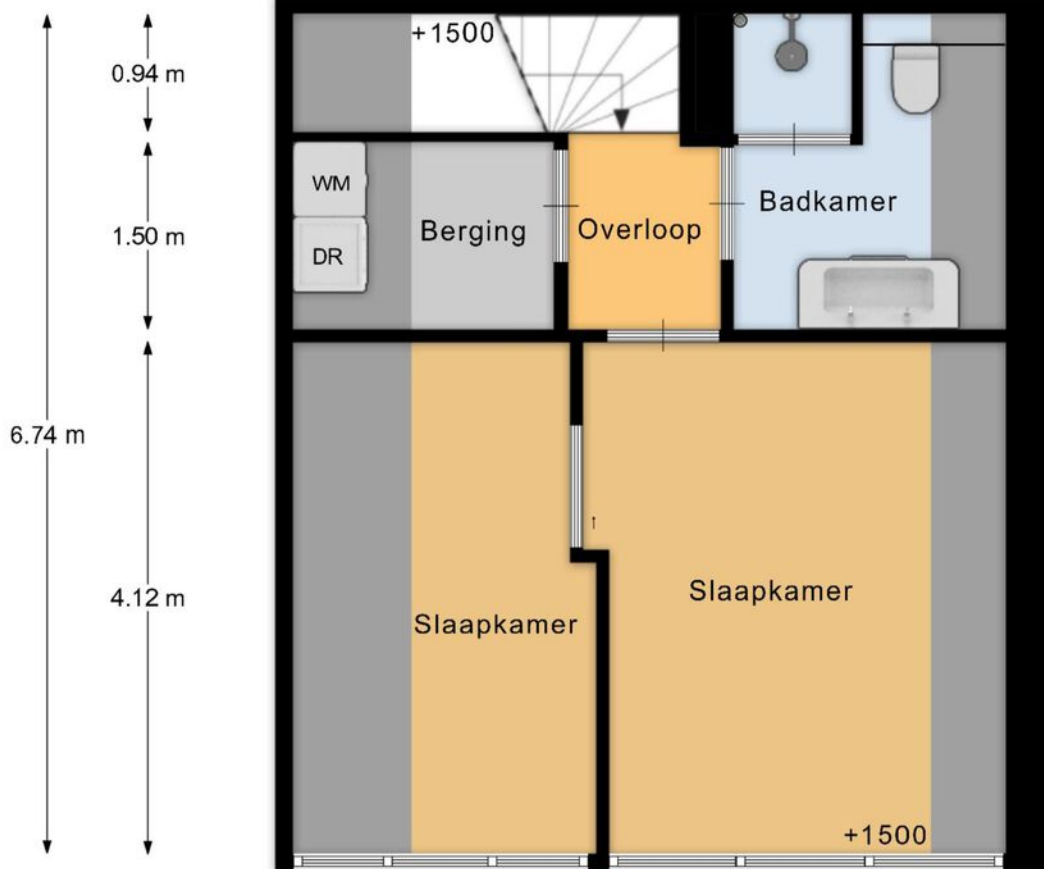 +1500
0.94 m
WM
Berging
Overloop
Badkamer
1.50 m
DR
6.74 m
4.12 m
Slaapkamer
Slaapkamer
+1500